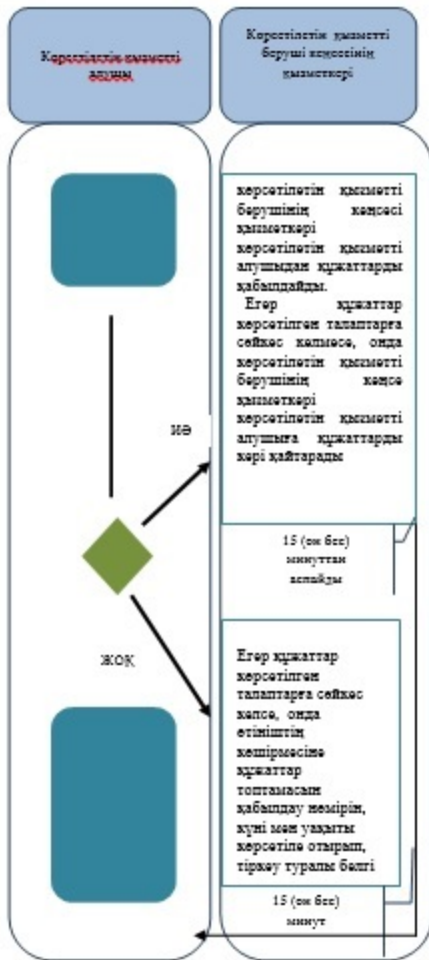 Көрсетілетін қызметті
алушы
Көрсетілетін қызметті
беруші кеңсесінің
қызметкері
көрсетілетін қызметті
берушінің кеңсесі
қызметкері
көрсетілетін қызметті
алушыдан құжаттарды
қабылдайды.
Егер құжаттар
көрсетілген талаптарға
сәйкес келмесе, онда
көрсетілетін қызметті
берушінің кеңсе
қызметкері
көрсетілетін қызметті
алушыға құжаттарды
кері қайтарады
иә
15 (он бес)
минуттан
аспайды
жоқ
Егер құжаттар
көрсетілген
талаптарға сәйкес
келсе, онда
өтініштің
көшірмесіне
құжаттар
топтамасын
қабылдау нөмірін,
күні мен уақыты
көрсетіле отырып,
тіркеу туралы белгі
15 (он бес)
минут